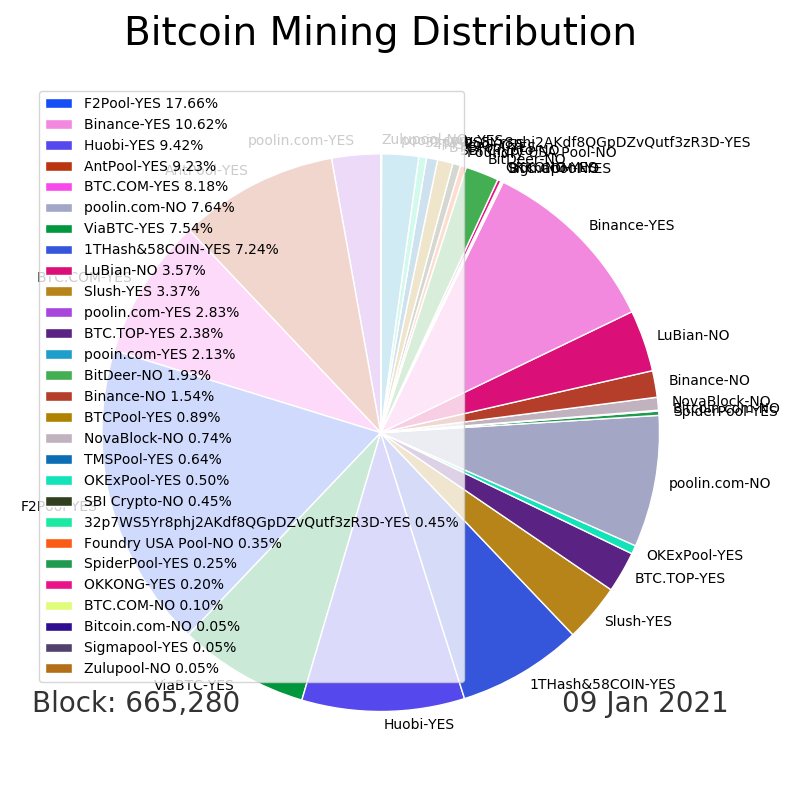 Bitcoin Mining Distribution
F2Pool-YES 17.66%
Binance-YES 10.62%
Huobi-YES 9.42%
AntPool-YES 9.23%
BTC.COM-YES 8.18%
poolin.com-NO 7.64%
ViaBTC-YES 7.54%
1THash&58COIN-YES 7.24%
LuBian-NO 3.57%
Slush-YES 3.37%
poolin.com-YES 2.83%
BTC.TOP-YES 2.38%
pooin.com-YES 2.13%
BitDeer-NO 1.93%
Binance-NO 1.54%
BTCPool-YES 0.89%
NovaBlock-NO 0.74%
TMSPool-YES 0.64%
OKExPool-YES 0.50%
SBI Crypto-NO 0.45%
32p7WS5Yr8phj2AKdf8QGpDZvQutf3zR3D-YES 0.45%
Foundry USA Pool-NO 0.35%
SpiderPool-YES 0.25%
OKKONG-YES 0.20%
BTC.COM-NO 0.10%
Bitcoin.com-NO 0.05%
Sigmapool-YES 0.05%
Zulupool-NO 0.05%
poolin.com-YES
Zulupool-NO
AntPool-YES
BTC.COM-YES
F2Pool-YES
ViaBTC-YES
Huobi-YES
1THash&58COIN-YES
Slush-YES
BTC.TOP-YES
OKExPool-YES
poolin.com-NO
SpiderPool-YES
NovaBlock-NO
Binance-NO
LuBian-NO
Binance-YES
BitDeer-NO
Block: 665,280
09 Jan 2021